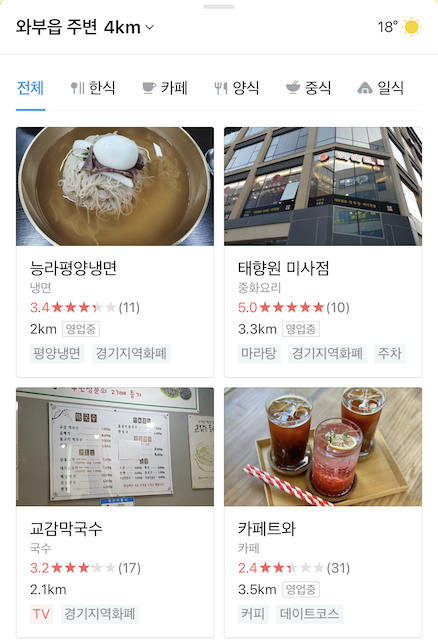 와부읍 주변 4km
18°
전체
한식
카페
양식
중식
일식
능라평양냉면
냉면
3.4 ★★★★★ (11)
2km 영업중
평양냉면 경기지역화폐
태향원 미사점
중화요리
5.0 ★★★★★ (10)
3.3km 영업중
마라탕 경기지역화폐 주차
교감막국수
국수
3.2 ★★★★★ (17)
2.1km
TV 경기지역화폐
카페트와
카페
2.4 ★★★★★ (31)
3.5km 영업중
커피 데이트코스